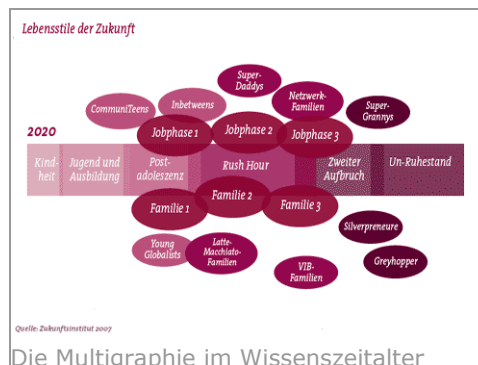 Lebensstile der Zukunft
Super-
Daddys
CommuniTeens
Inbetweens
Netzwerk-
Familien
Super-
Grannys
2020
Jobphase 1
Jobphase 2
Jobphase 3
Kind-
heit
Jugend und
Ausbildung
Post-
adoleszenz
Rush Hour
Zweiter
Aufbruch
Un-Ruhestand
Familie 1
Familie 2
Familie 3
Young
Globalists
Latte-
Macchiato-
Familien
VIB-
Familien
Silverpreneure
Greyhopper
Quelle: Zukunftsinstitut 2007
Die Multigraphie im Wissenszeitalter